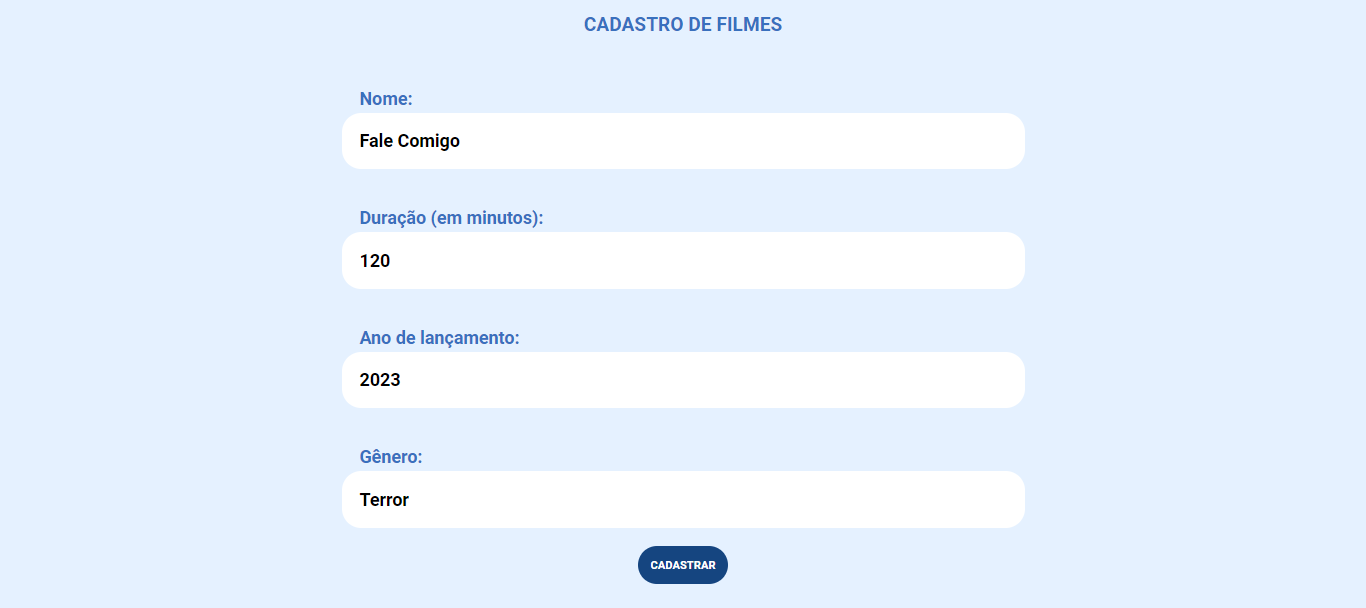 CADASTRO DE FILMES
Nome:
Fale Comigo
Duração (em minutos):
120
Ano de lançamento:
2023
Gênero:
Terror
CADASTRAR